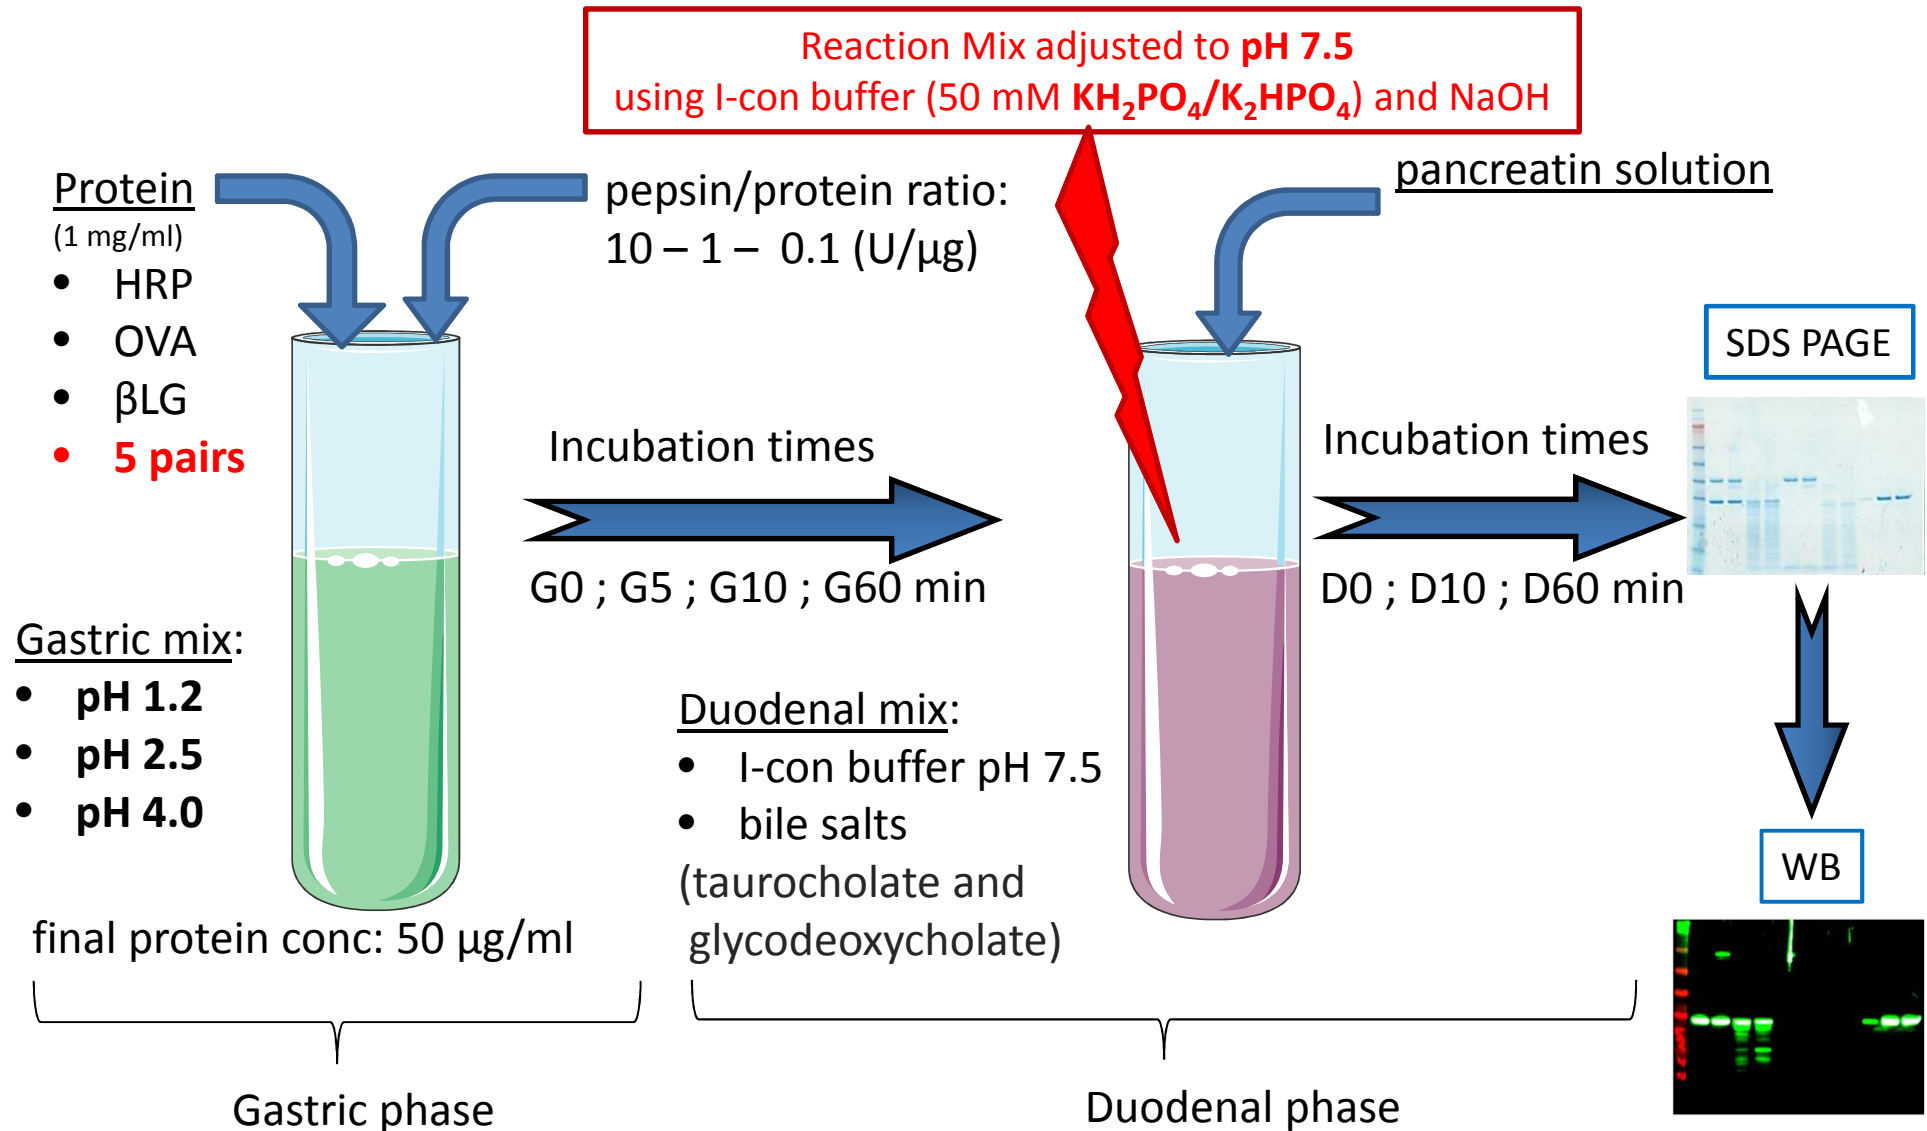 Reaction Mix adjusted to pH 7.5
using I-con buffer (50 mM KH₂PO₄/K₂HPO₄) and NaOH
Protein
(1 mg/ml)
• HRP
• OVA
• βLG
• 5 pairs
pepsin/protein ratio:
10 – 1 – 0.1 (U/µg)
pancreatin solution
SDS PAGE
Incubation times
G0 ; G5 ; G10 ; G60 min
Incubation times
D0 ; D10 ; D60 min
Gastric mix:
• pH 1.2
• pH 2.5
• pH 4.0
Duodenal mix:
• I-con buffer pH 7.5
• bile salts
(taurocholate and
glycodeoxycholate)
WB
final protein conc: 50 µg/ml
Gastric phase
Duodenal phase